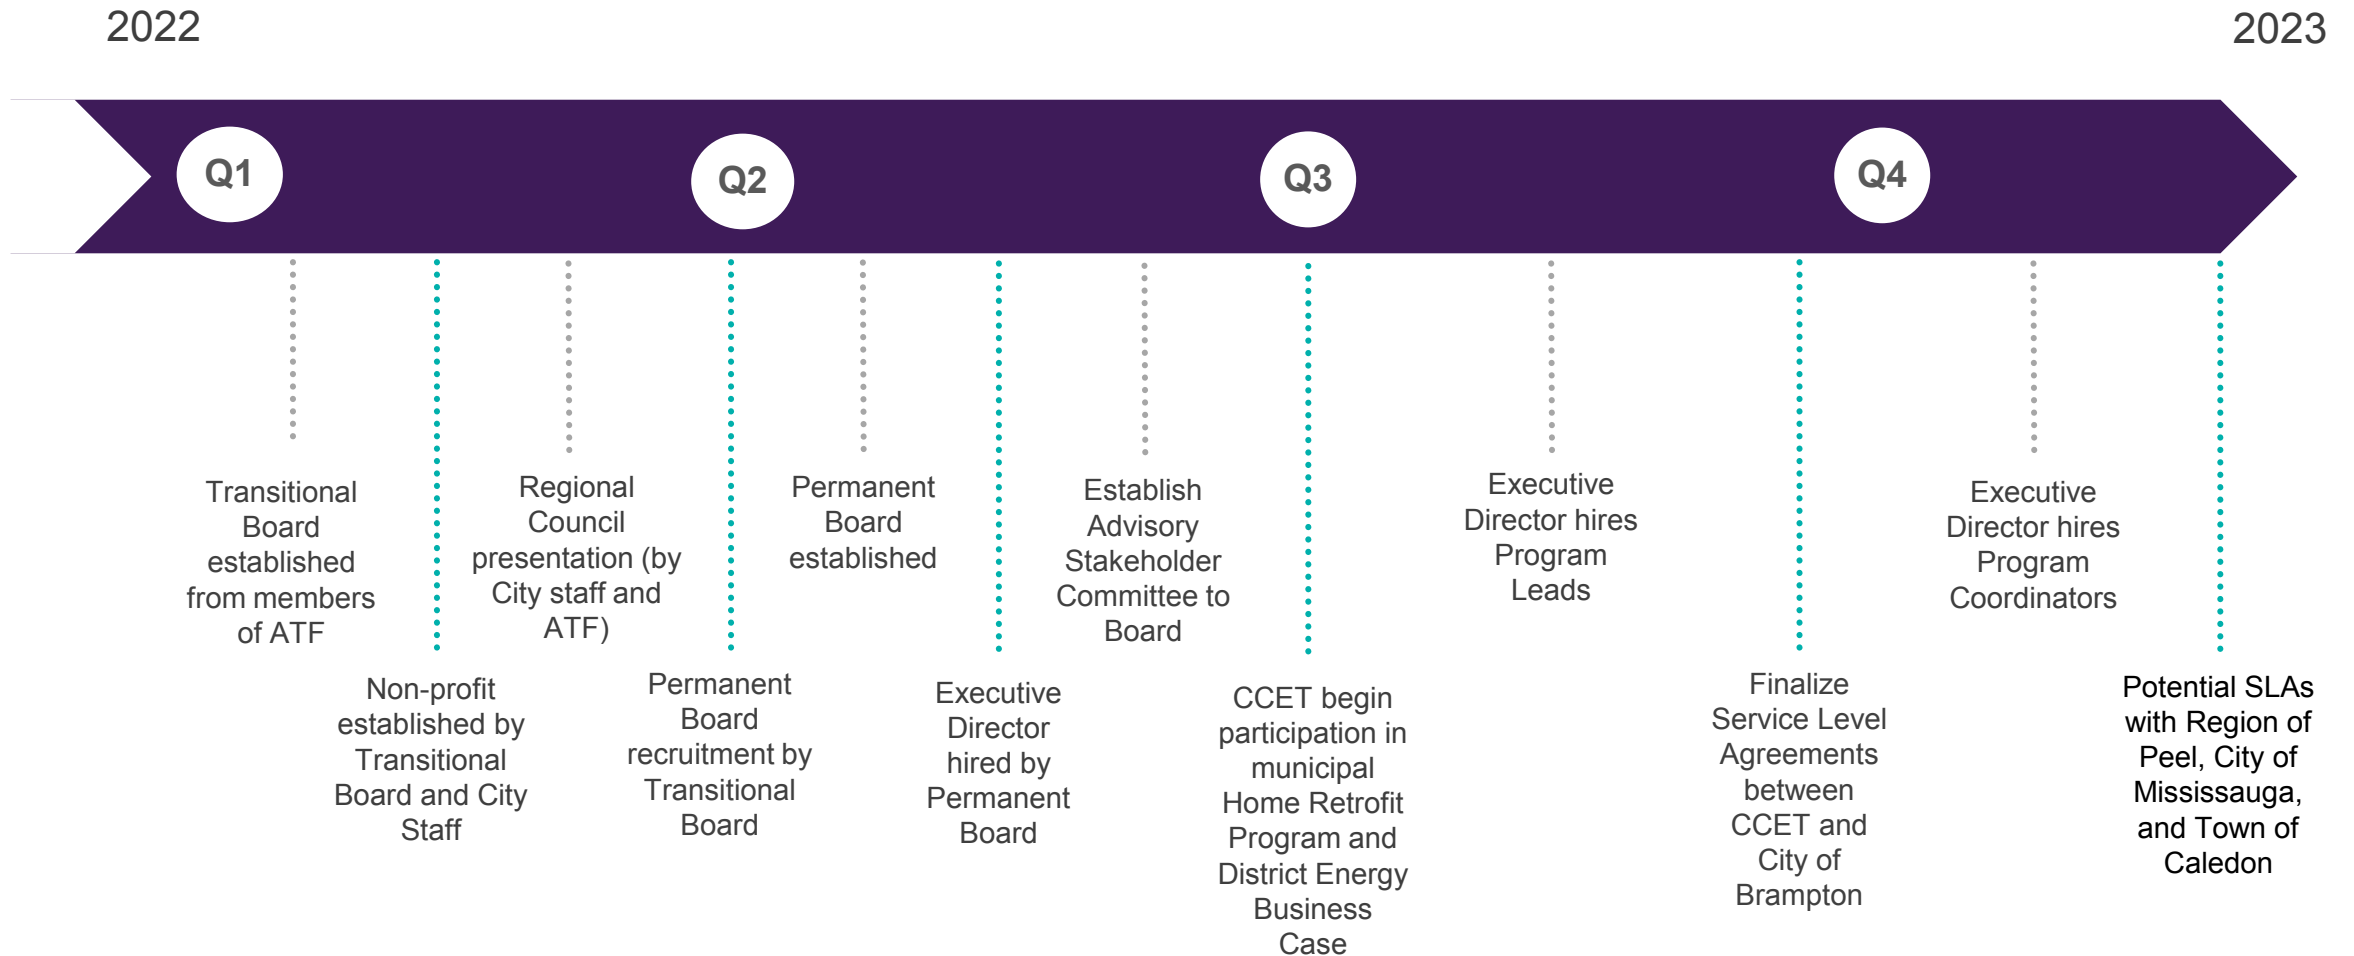 2022
2023
Q1
Q2
Q3
Q4
Transitional
Board
established
from members
of ATF
Non-profit
established by
Transitional
Board and City
Staff
Regional
Council
presentation (by
City staff and
ATF)
Permanent
Board
recruitment by
Transitional
Board
Permanent
Board
established
Executive
Director
hired by
Permanent
Board
Establish
Advisory
Stakeholder
Committee to
Board
CCET begin
participation in
municipal
Home Retrofit
Program and
District Energy
Business
Case
Executive
Director hires
Program
Leads
Finalize
Service Level
Agreements
between
CCET and
City of
Brampton
Executive
Director hires
Program
Coordinators
Potential SLAs
with Region of
Peel, City of
Mississauga,
and Town of
Caledon